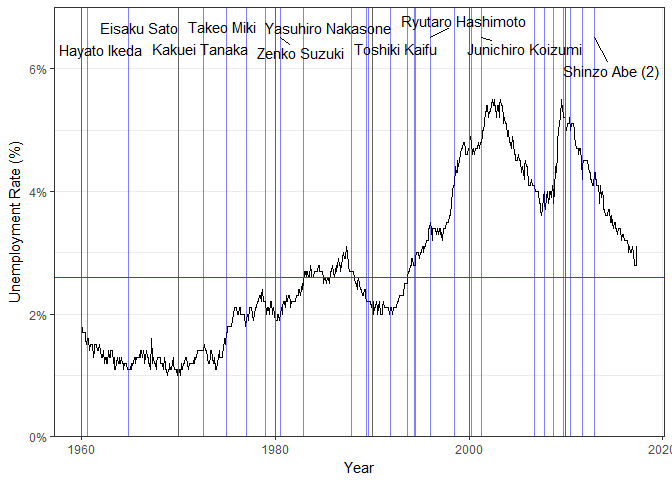 Ryutaro Hashimoto
Eisaku Sato Takeo Miki Yasuhiro Nakasone
Hayato Ikeda Kakuei Tanaka Zenko Suzuki Toshiki Kaifu Junichiro Koizumi
Shinzo Abe (2)
6%
4%
2%
0%
Unemployment Rate (%)
1960 1980 2000 2020
Year